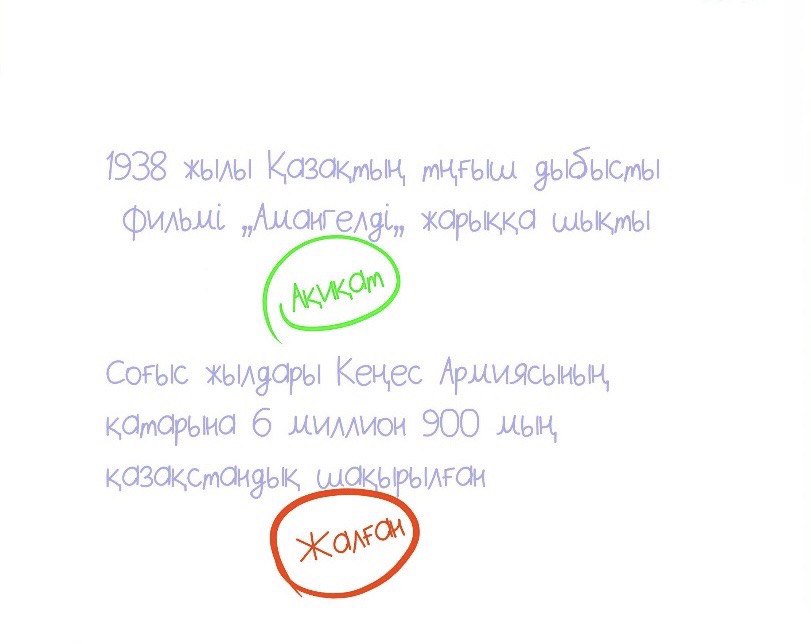 1938 жылы Қазақтың тңғыш дыбысты
фильмі „Амангелді„ жарыққа шықты
Ақиқат
Соғыс жылдары Кеңес Армиясының
қатарына 6 миллион 900 мың
қазақстандық шақырылған
Жалған